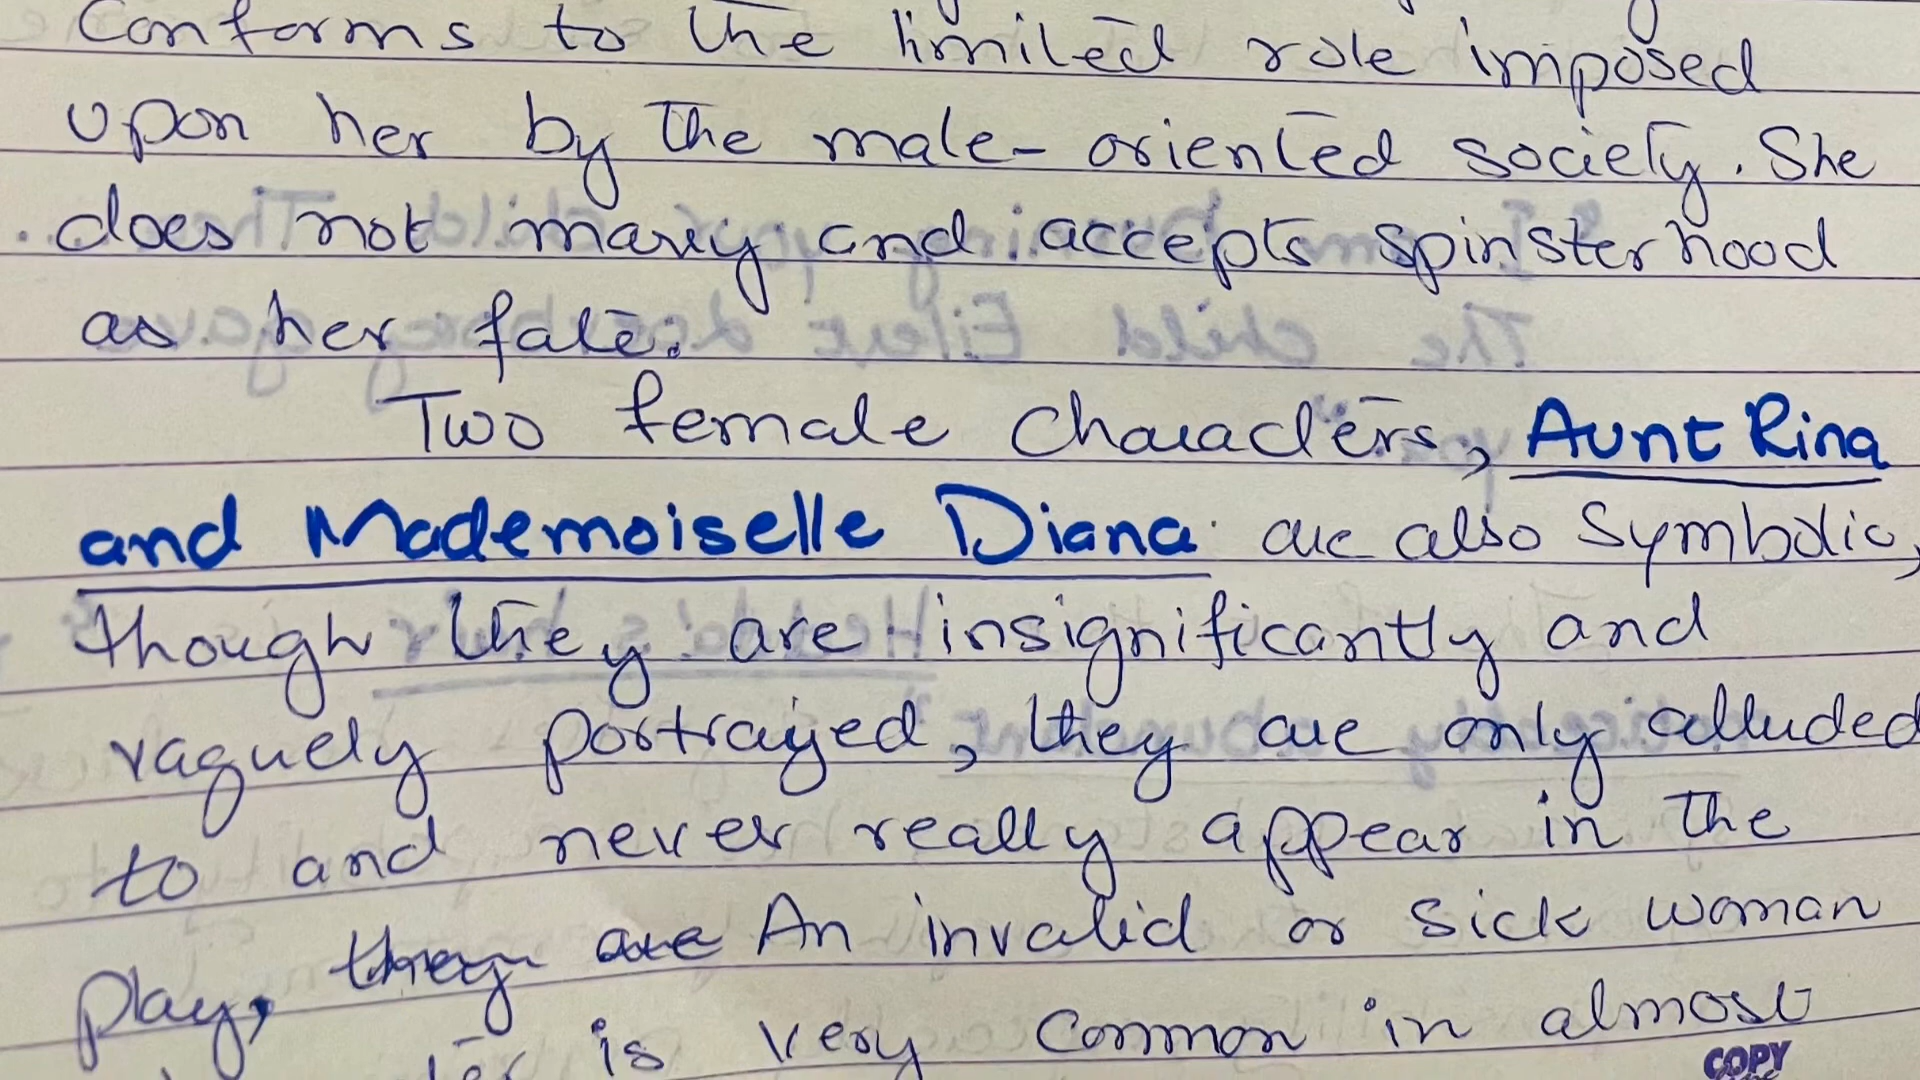 conforms to the limited role imposed
upon her by the male-oriented society. She
does not marry and accepts spinsterhood
as her fate.
Two female characters, Aunt Rina
and Mademoiselle Diana are also symbolic,
though they are insignificantly and
vaguely portrayed, they are only alluded
to and never really appear in the
play, they are An invalid or sick woman
is very common in almost
COPY